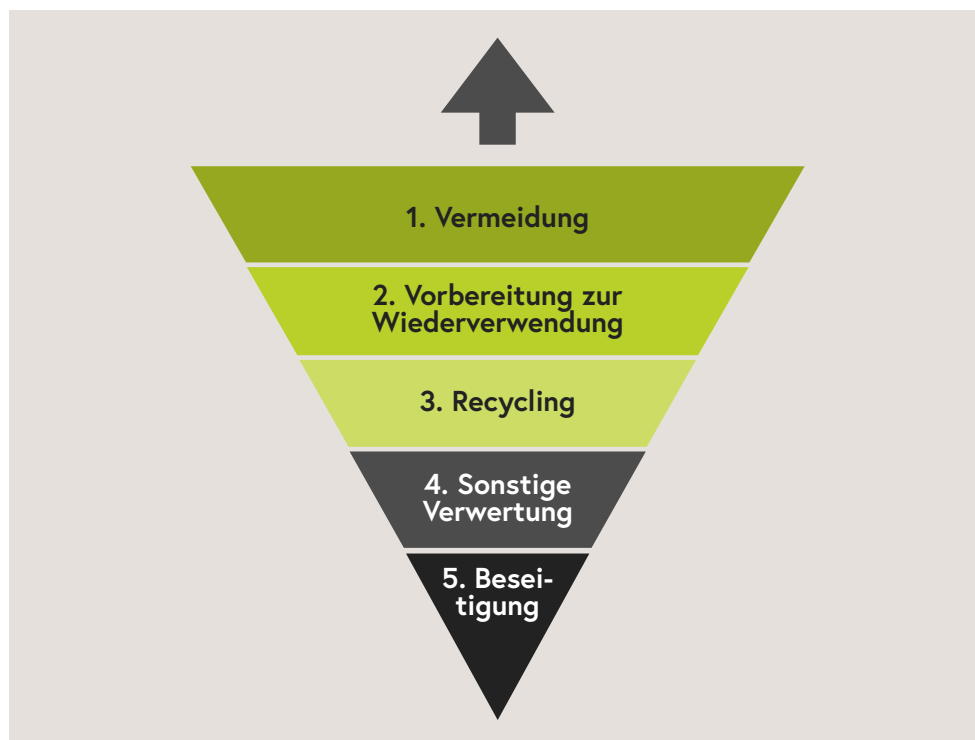 1. Vermeidung
2. Vorbereitung zur
Wiederverwendung
3. Recycling
4. Sonstige
Verwertung
5. Besei-
tigung